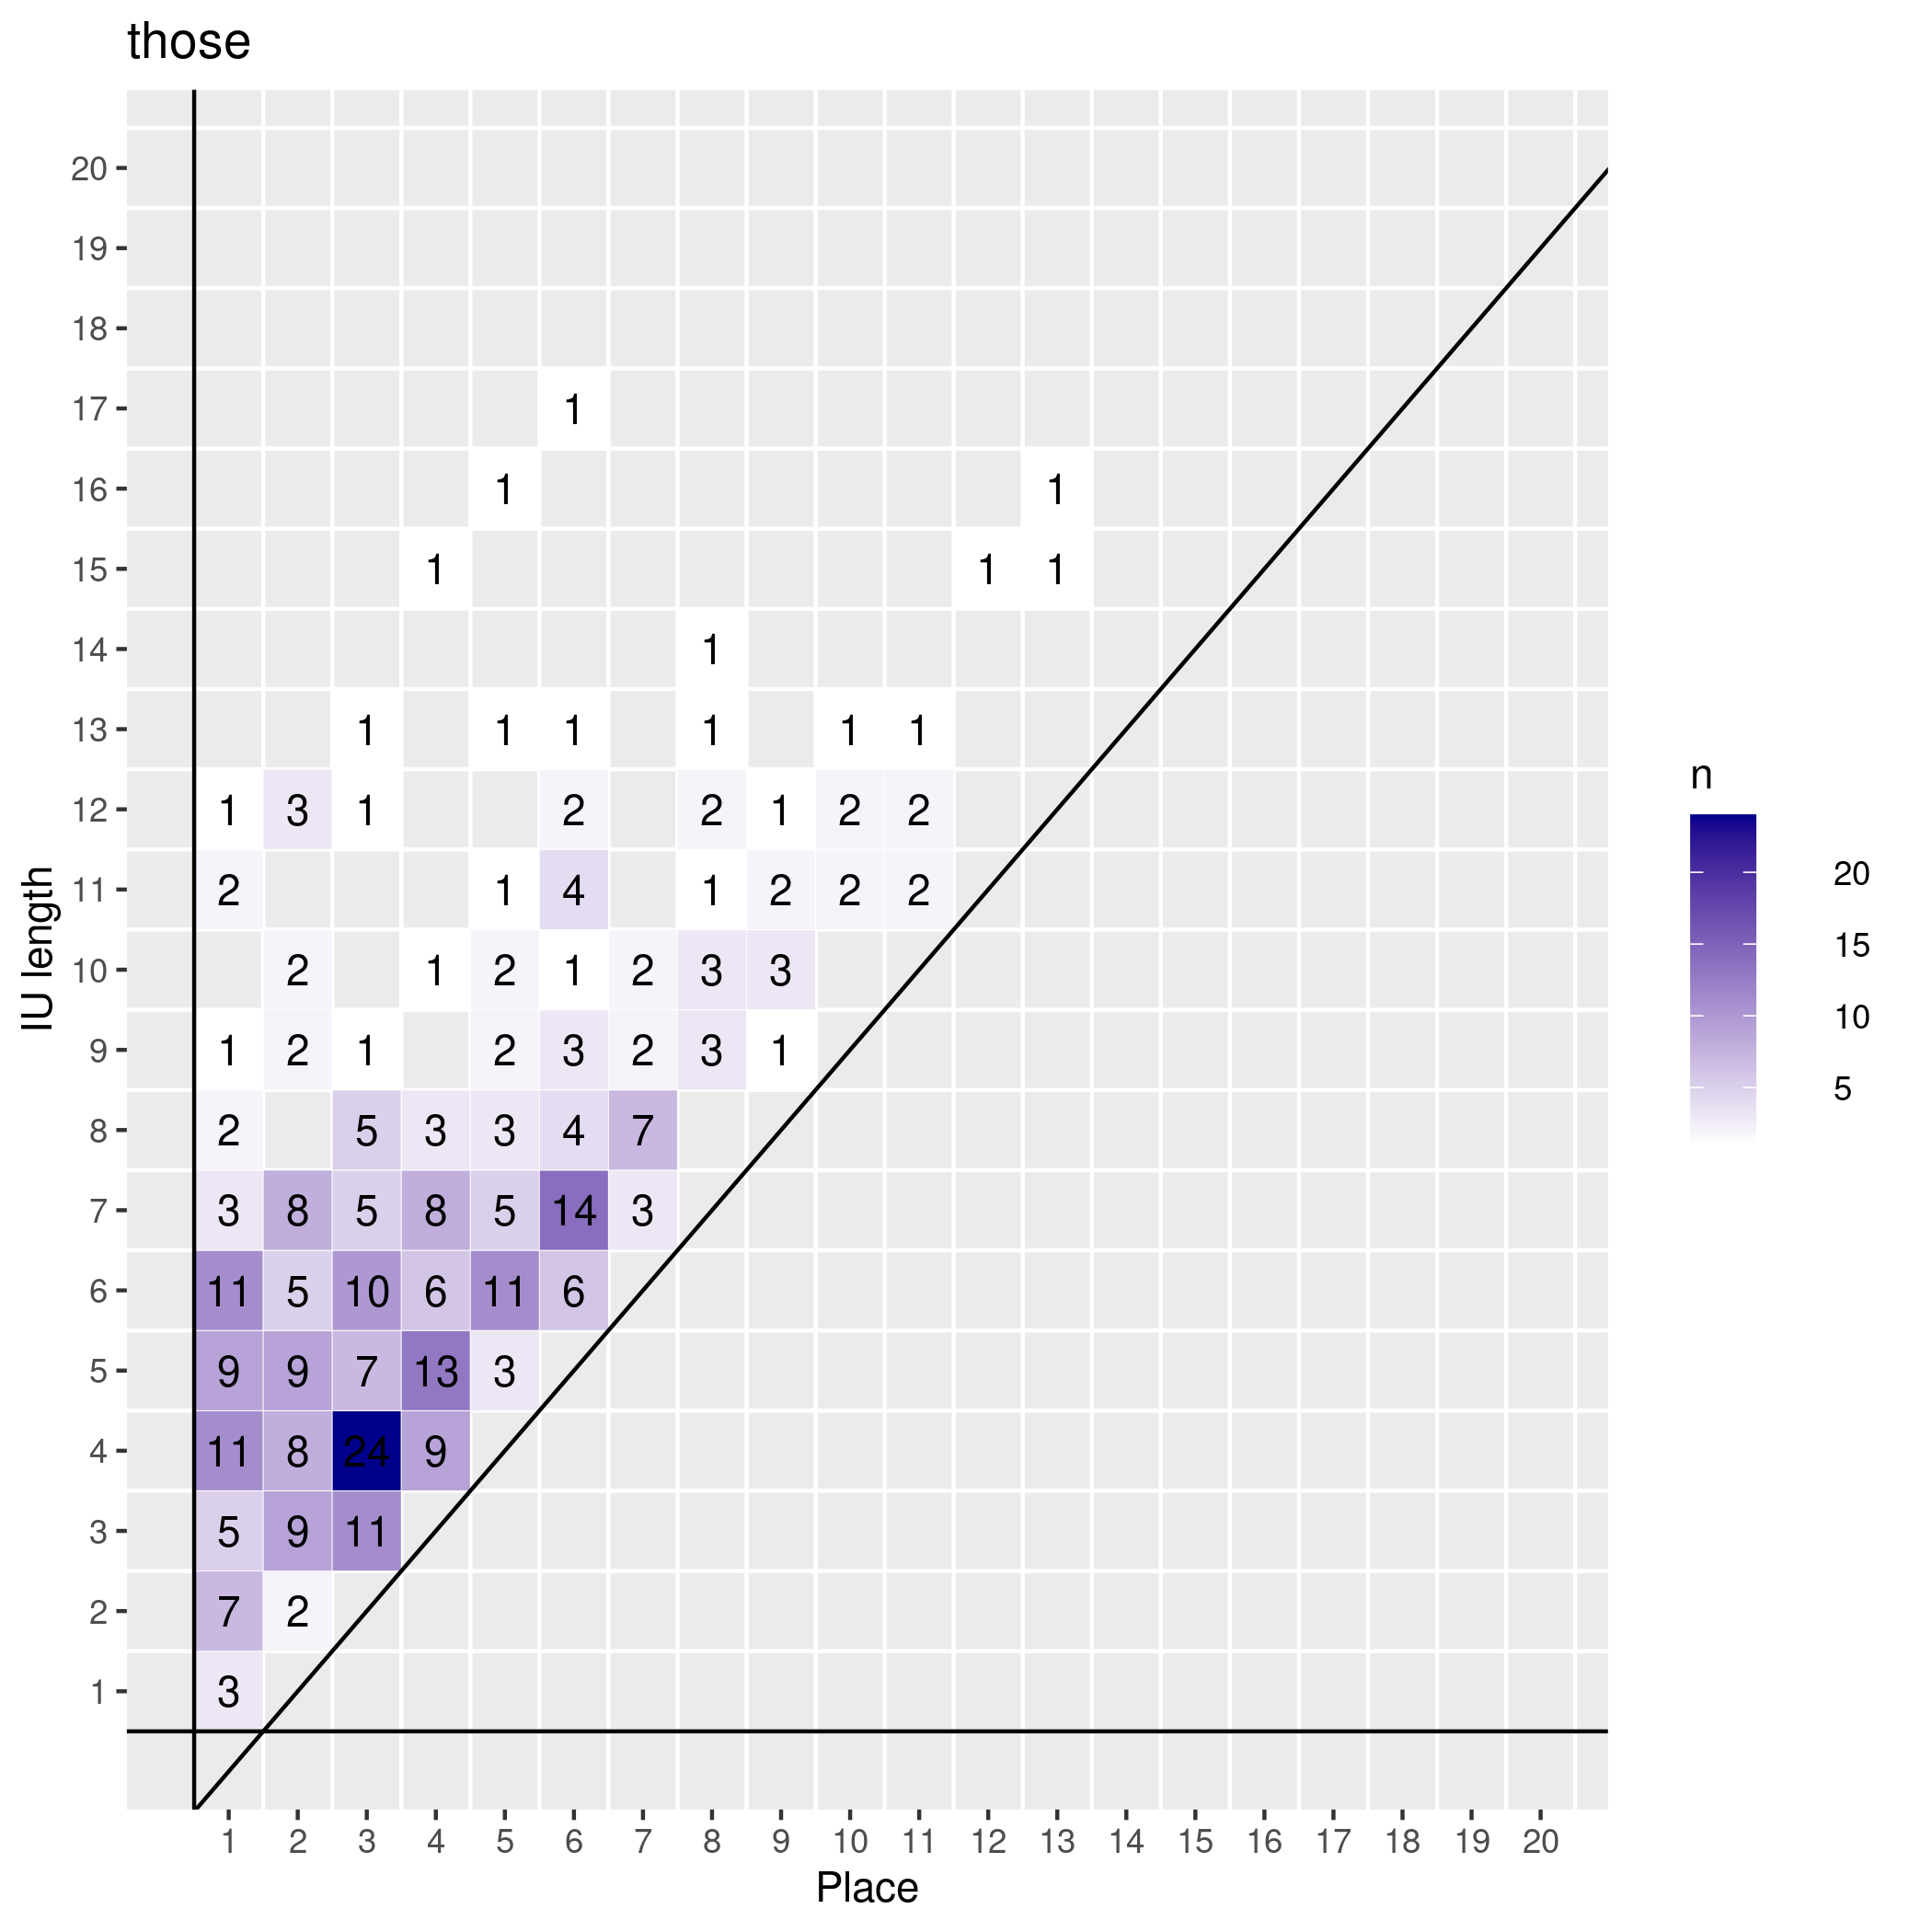 those
20
19
18
17 1
16 1 1
15 1 1 1
14 1
13 1 1 1 1 1 1
12 1 3 1 2 2 1 2 2
11 2 1 4 1 2 2 2
10 2 1 2 1 2 3 3
9 1 2 1 2 3 2 3 1
8 2 5 3 3 4 7
7 3 8 5 8 5 14 3
6 11 5 10 6 11 6
5 9 9 7 13 3
4 11 8 24 9
3 5 9 11
2 7 2
1 3
1 2 3 4 5 6 7 8 9 10 11 12 13 14 15 16 17 18 19 20
Place
IU length
n
20
15
10
5